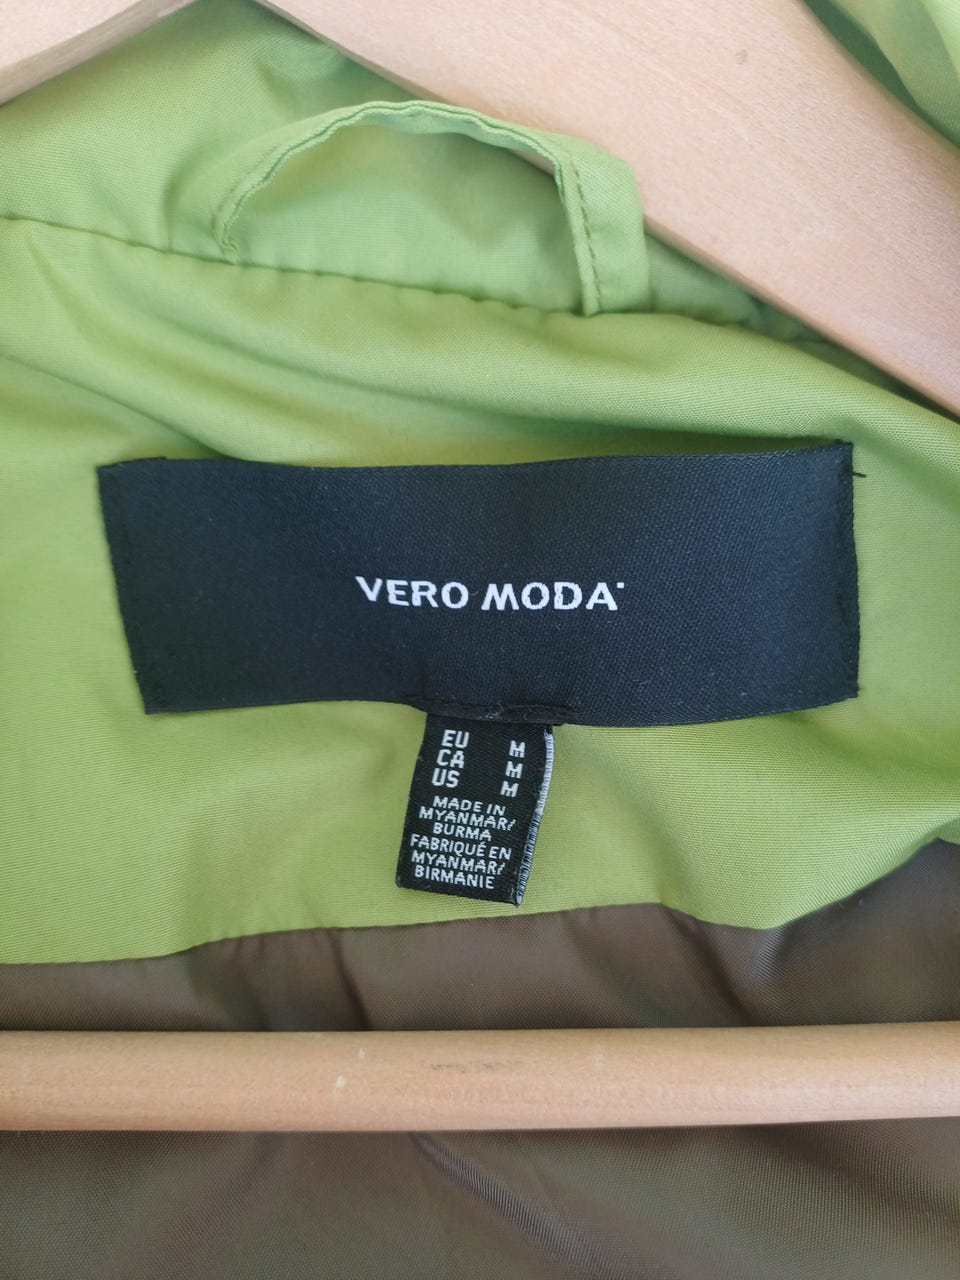 VERO MODA
EU M
CA M
US M
MADE IN
MYANMAR/
BURMA
FABRIQUÉ EN
MYANMAR/
BIRMANIE